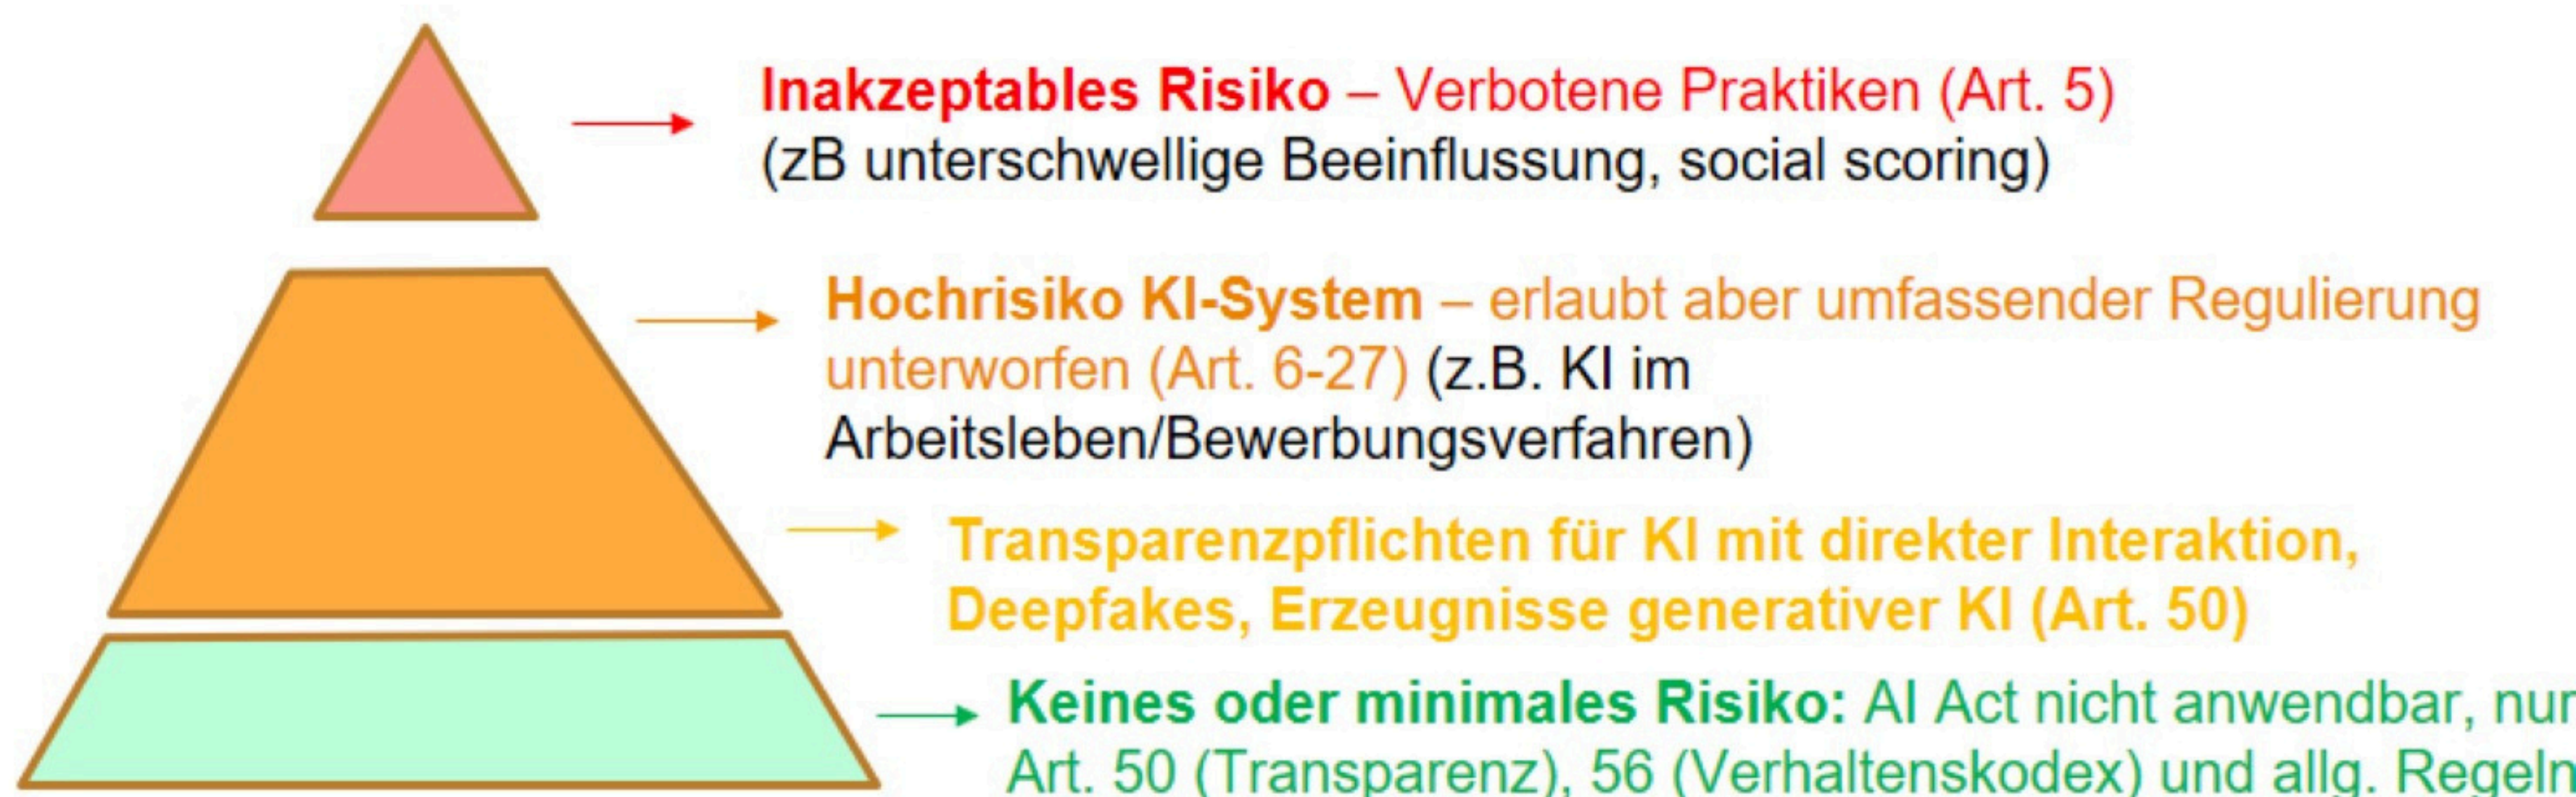 Inakzeptables Risiko – Verbotene Praktiken (Art. 5)
(zB unterschwellige Beeinflussung, social scoring)
Hochrisiko KI-System – erlaubt aber umfassender Regulierung
unterworfen (Art. 6-27) (z.B. KI im
Arbeitsleben/Bewerbungsverfahren)
Transparenzpflichten für KI mit direkter Interaktion,
Deepfakes, Erzeugnisse generativer KI (Art. 50)
Keines oder minimales Risiko: AI Act nicht anwendbar, nur
Art. 50 (Transparenz), 56 (Verhaltenskodex) und allg. Regeln